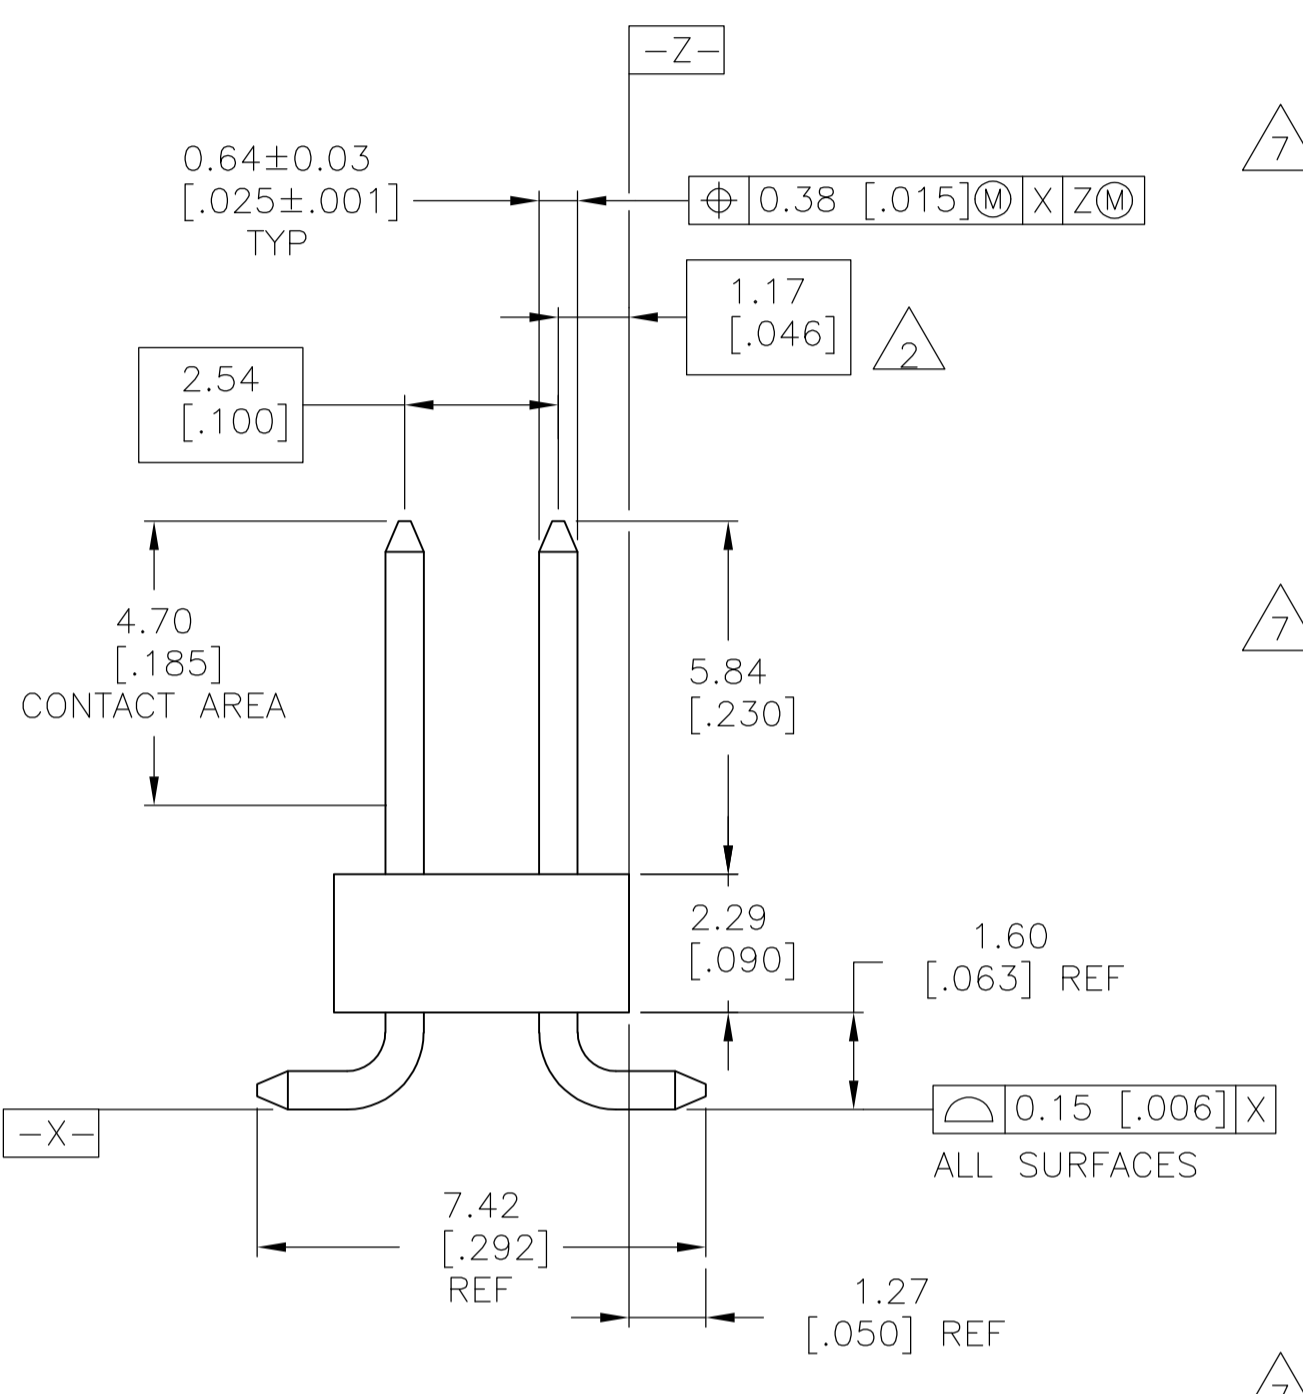 -Z-
7
0.64±0.03
[.025±.001]
TYP
⌖ 0.38 [.015]Ⓜ X ZⓂ
1.17
[.046]
2
2.54
[.100]
4.70
[.185]
CONTACT AREA
7
5.84
[.230]
2.29
[.090]
1.60
[.063] REF
-X-
⌓ 0.15 [.006] X
ALL SURFACES
7.42
[.292]
REF
1.27
[.050] REF
7